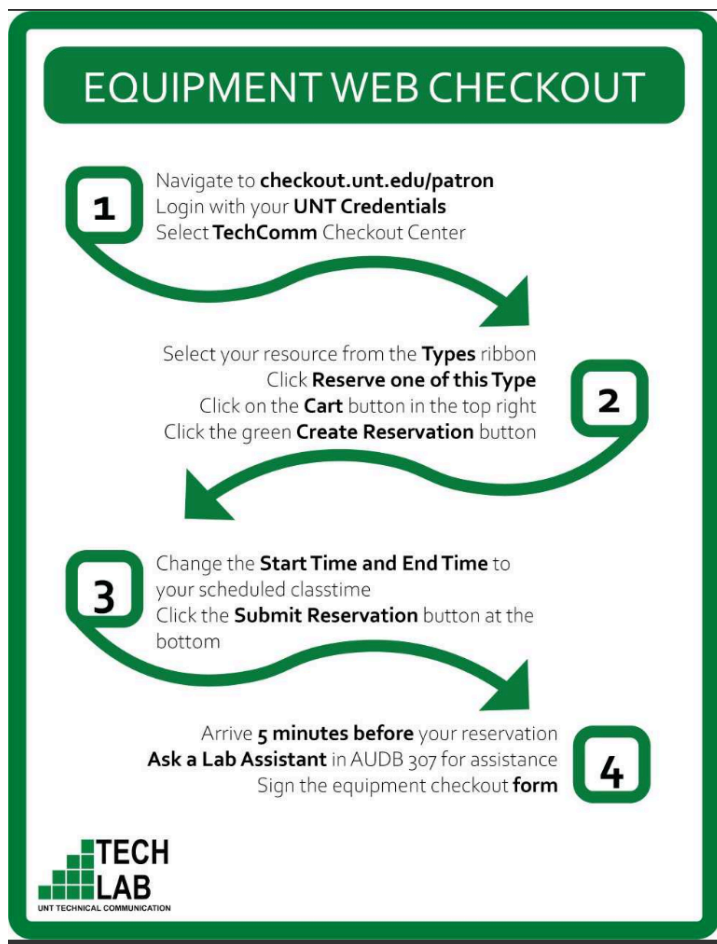 EQUIPMENT WEB CHECKOUT
1
Navigate to checkout.unt.edu/patron
Login with your UNT Credentials
Select TechComm Checkout Center
Select your resource from the Types ribbon
Click Reserve one of this Type
Click on the Cart button in the top right
Click the green Create Reservation button
2
3
Change the Start Time and End Time to
your scheduled classtime
Click the Submit Reservation button at the
bottom
Arrive 5 minutes before your reservation
Ask a Lab Assistant in AUDB 307 for assistance
Sign the equipment checkout form
4
TECH
LAB
UNT TECHNICAL COMMUNICATION